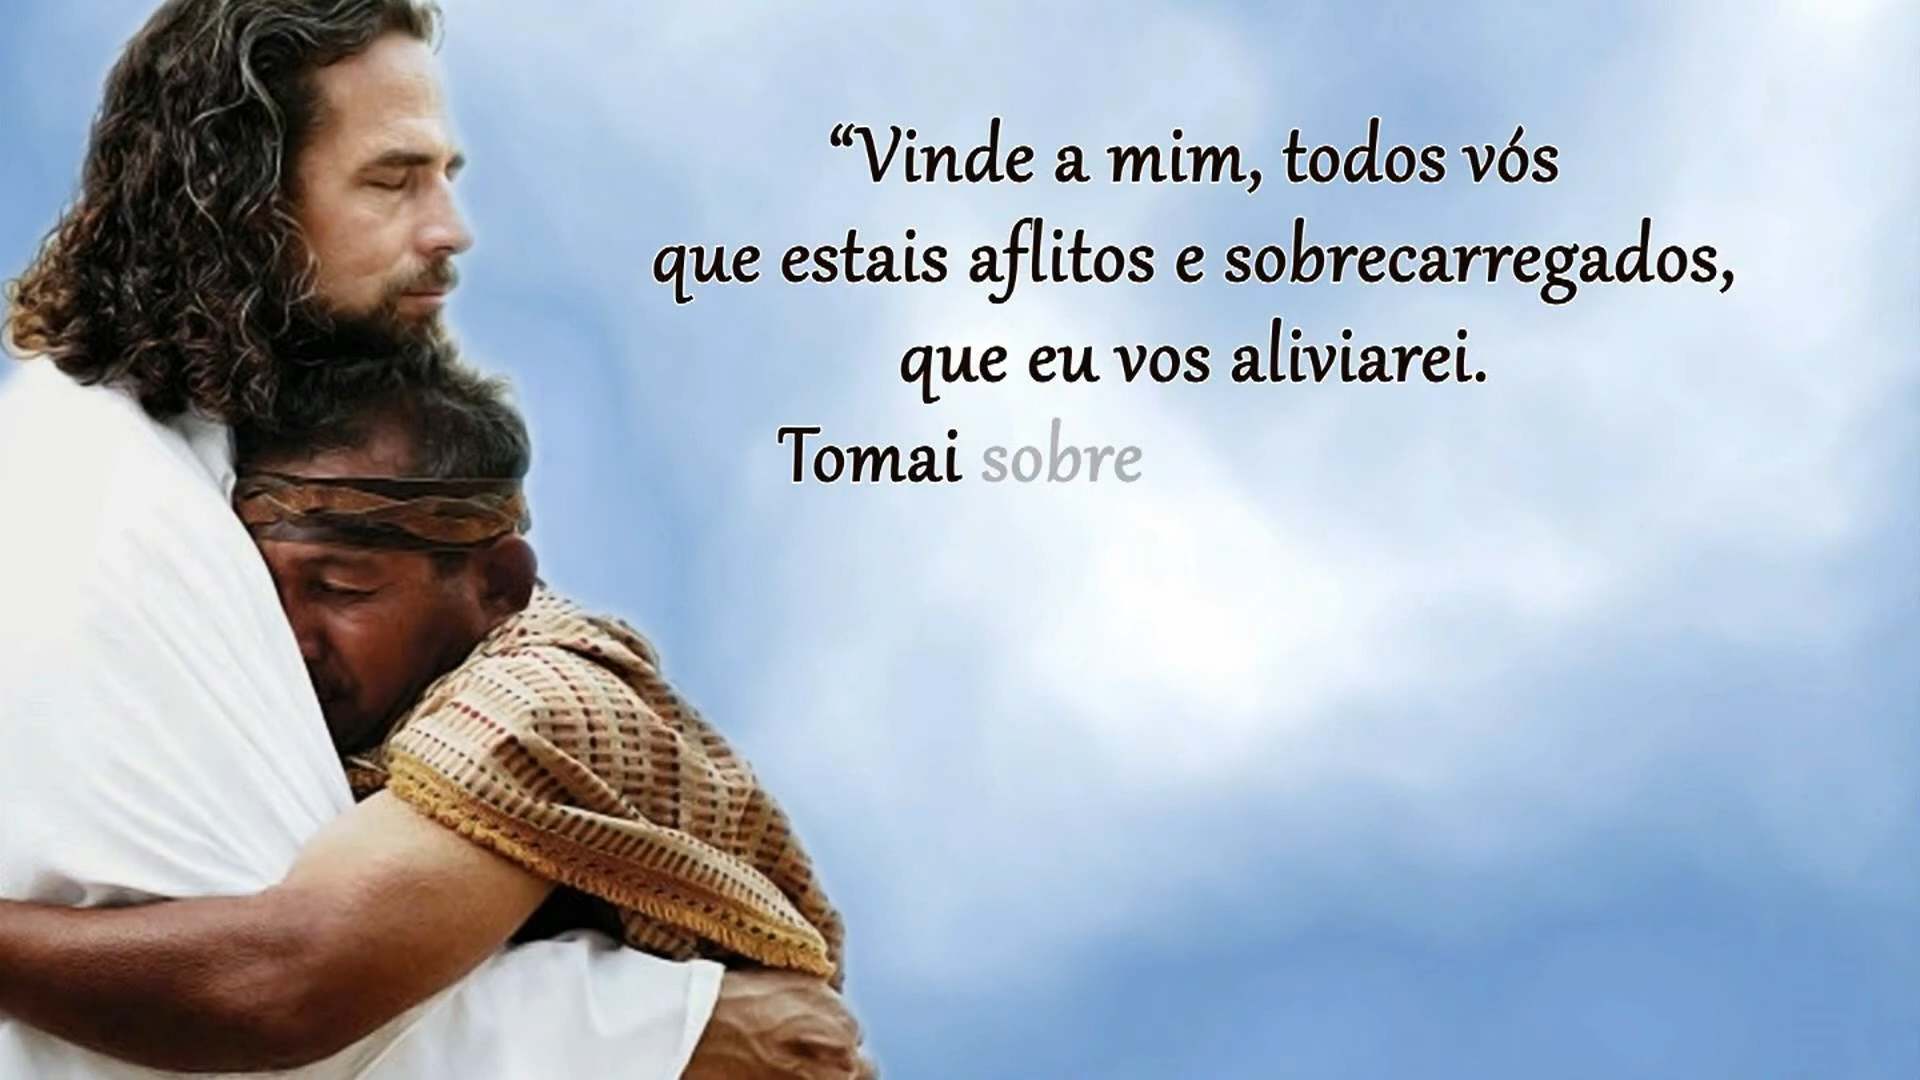 “Vinde a mim, todos vós
que estais aflitos e sobrecarregados,
que eu vos aliviarei.
Tomai sobre